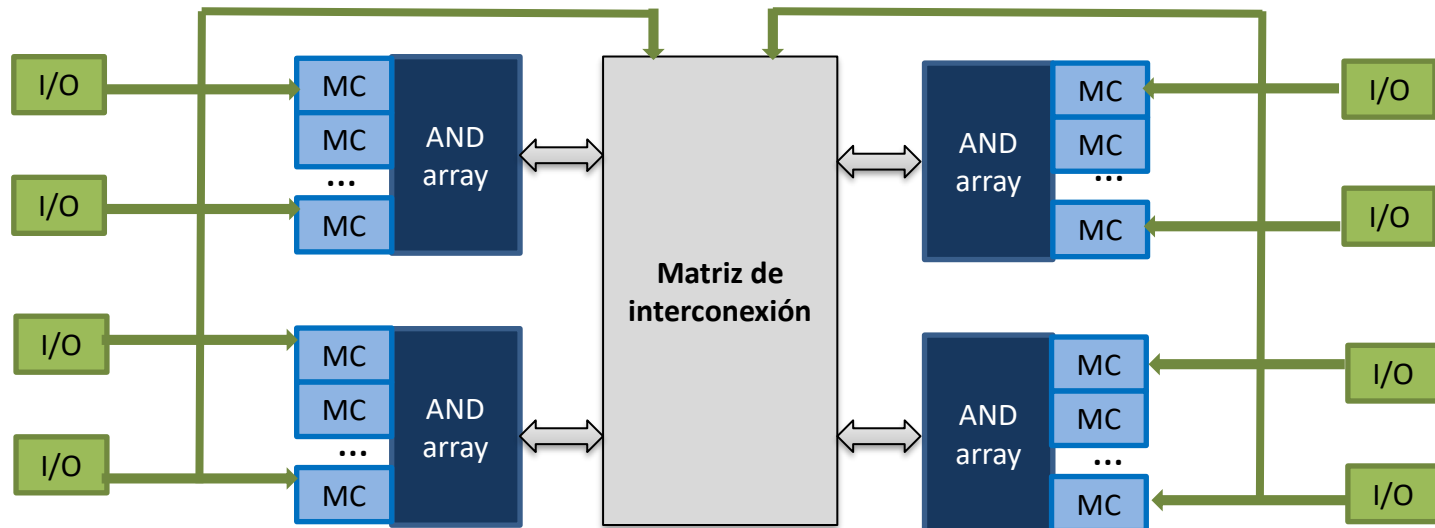 I/O
MC
AND
array
MC
...
MC
I/O
I/O
MC
AND
array
MC
...
MC
I/O
Matriz de
interconexión
AND
array
MC
MC
...
MC
I/O
I/O
AND
array
MC
MC
...
MC
I/O
I/O